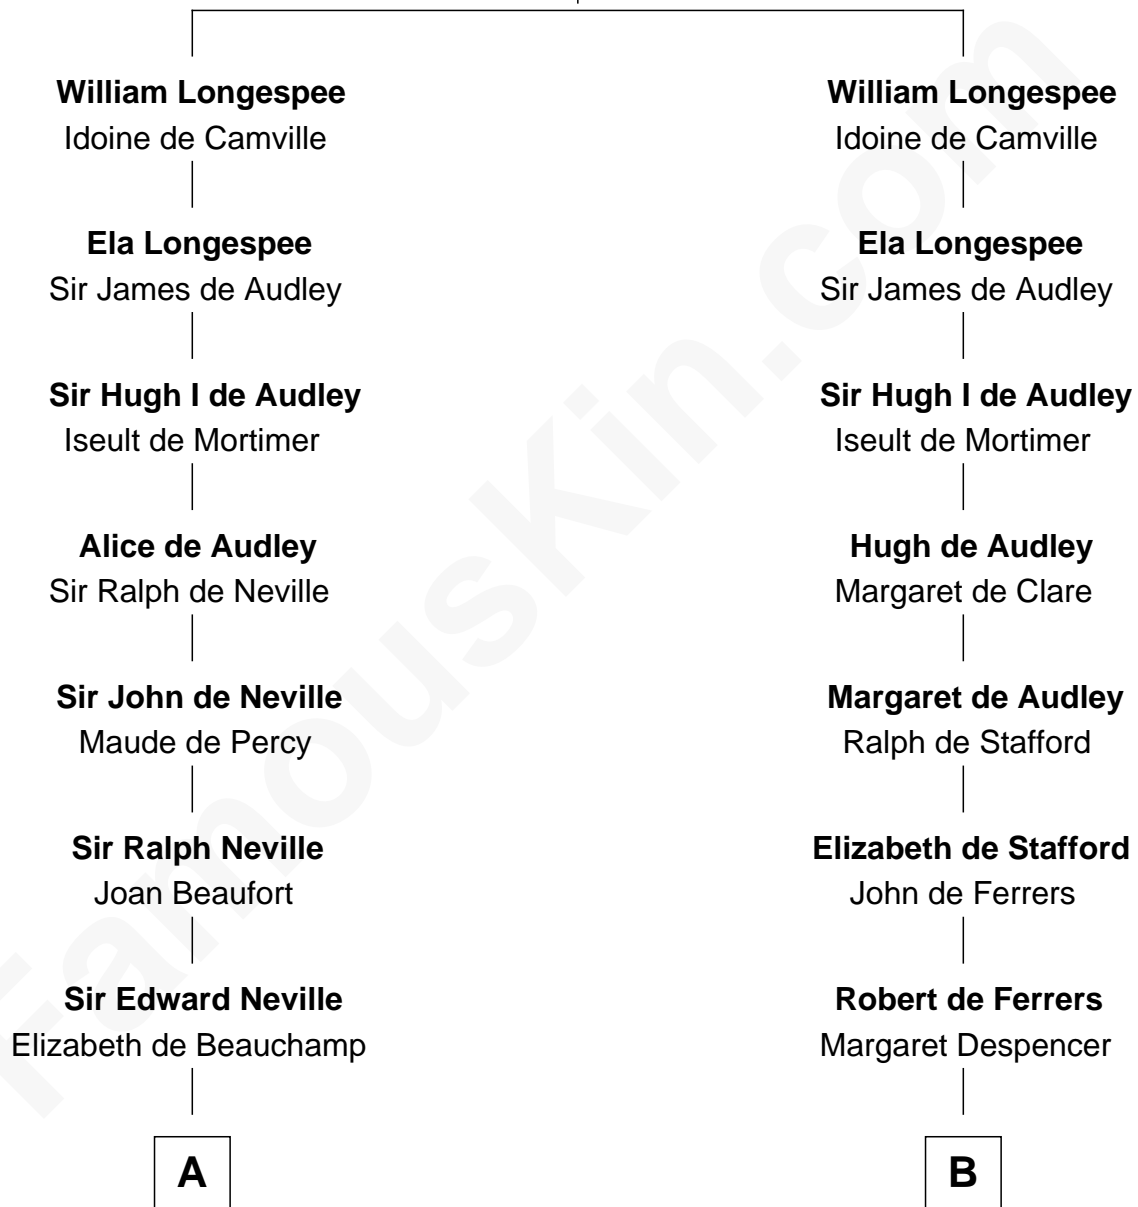 William Longespee
Idoine de Camville
Ela Longespee
Sir James de Audley
Sir Hugh I de Audley
Iseult de Mortimer
Alice de Audley
Sir Ralph de Neville
Sir John de Neville
Maude de Percy
Sir Ralph Neville
Joan Beaufort
Sir Edward Neville
Elizabeth de Beauchamp
A
William Longespee
Idoine de Camville
Ela Longespee
Sir James de Audley
Sir Hugh I de Audley
Iseult de Mortimer
Hugh de Audley
Margaret de Clare
Margaret de Audley
Ralph de Stafford
Elizabeth de Stafford
John de Ferrers
Robert de Ferrers
Margaret Despencer
B
FamousKin.com